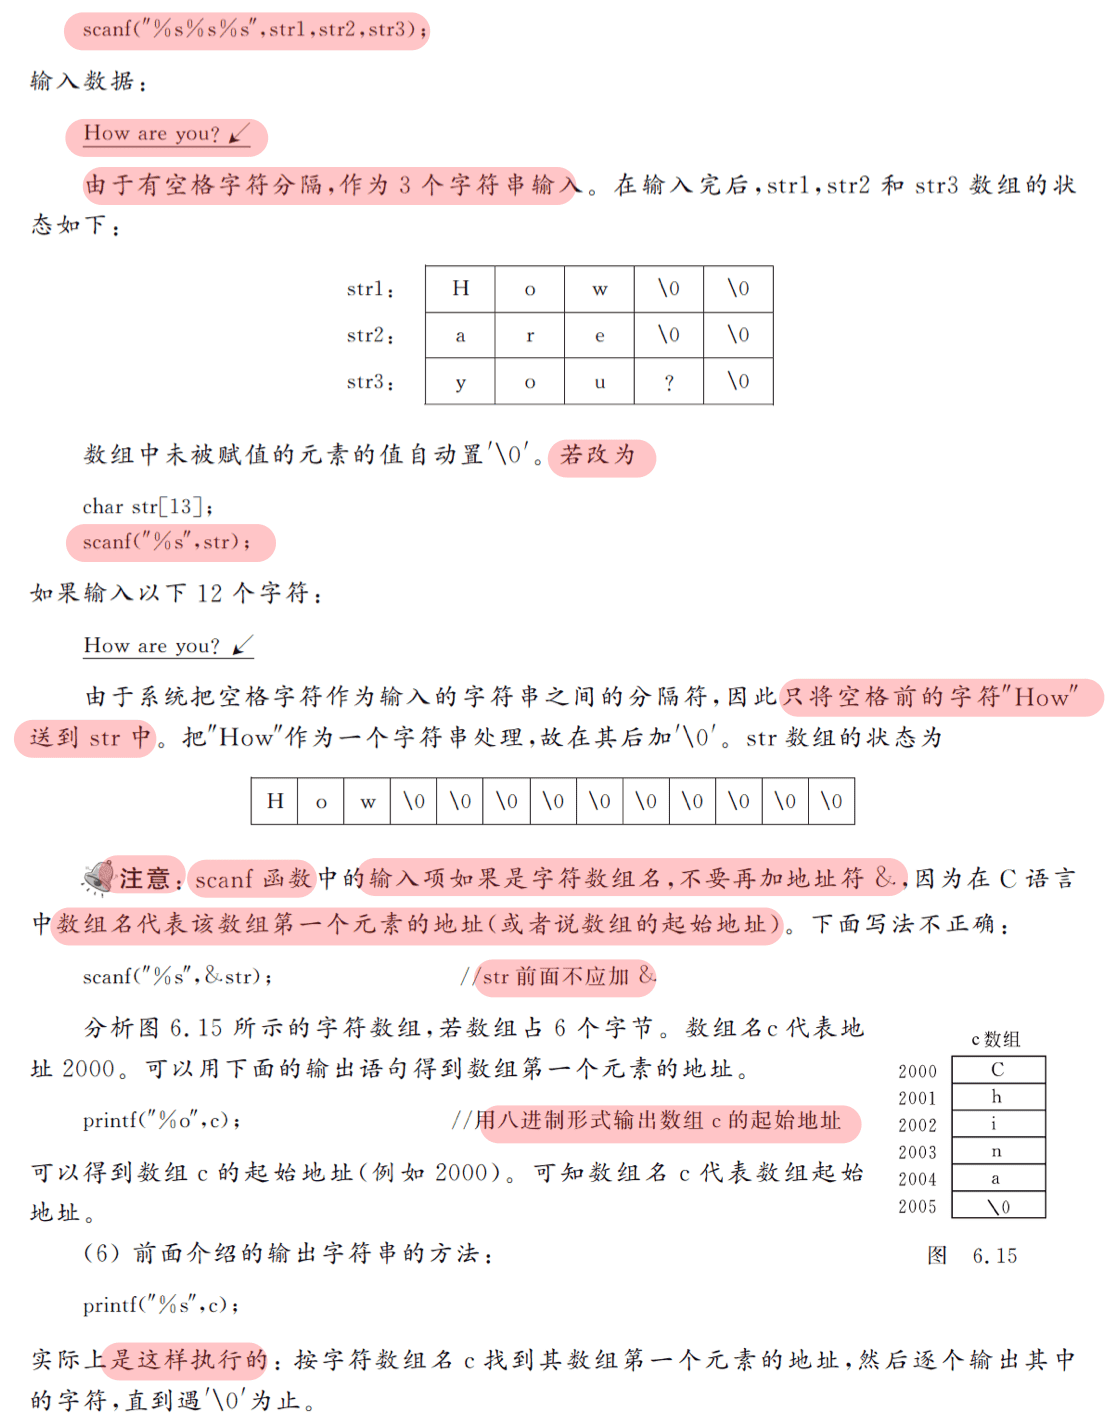 scanf("%s%s%s",str1,str2,str3);
输入数据:
How are you? ↙
由于有空格字符分隔,作为 3 个字符串输入。在输入完后,str1,str2 和 str3 数组的状
态如下:
str1: H o w \0 \0
str2: a r e \0 \0
str3: y o u ? \0
数组中未被赋值的元素的值自动置'\0'。若改为
char str[13];
scanf("%s",str);
如果输入以下 12 个字符:
How are you? ↙
由于系统把空格字符作为输入的字符串之间的分隔符,因此只将空格前的字符"How"
送到 str 中。把"How"作为一个字符串处理,故在其后加'\0'。str 数组的状态为
H o w \0 \0 \0 \0 \0 \0 \0 \0 \0 \0
注意:scanf 函数中的输入项如果是字符数组名,不要再加地址符 &,因为在 C 语言
中数组名代表该数组第一个元素的地址(或者说数组的起始地址)。下面写法不正确:
scanf("%s",&str); //str 前面不应加 &
分析图 6.15 所示的字符数组,若数组占 6 个字节。数组名c 代表地
址 2000。可以用下面的输出语句得到数组第一个元素的地址。
printf("%o",c); //用八进制形式输出数组 c 的起始地址
可以得到数组 c 的起始地址(例如 2000)。可知数组名 c 代表数组起始
地址。
c数组
2000 C
2001 h
2002 i
2003 n
2004 a
2005 \0
图 6.15
(6) 前面介绍的输出字符串的方法:
printf("%s",c);
实际上是这样执行的:按字符数组名 c 找到其数组第一个元素的地址,然后逐个输出其中
的字符,直到遇'\0'为止。